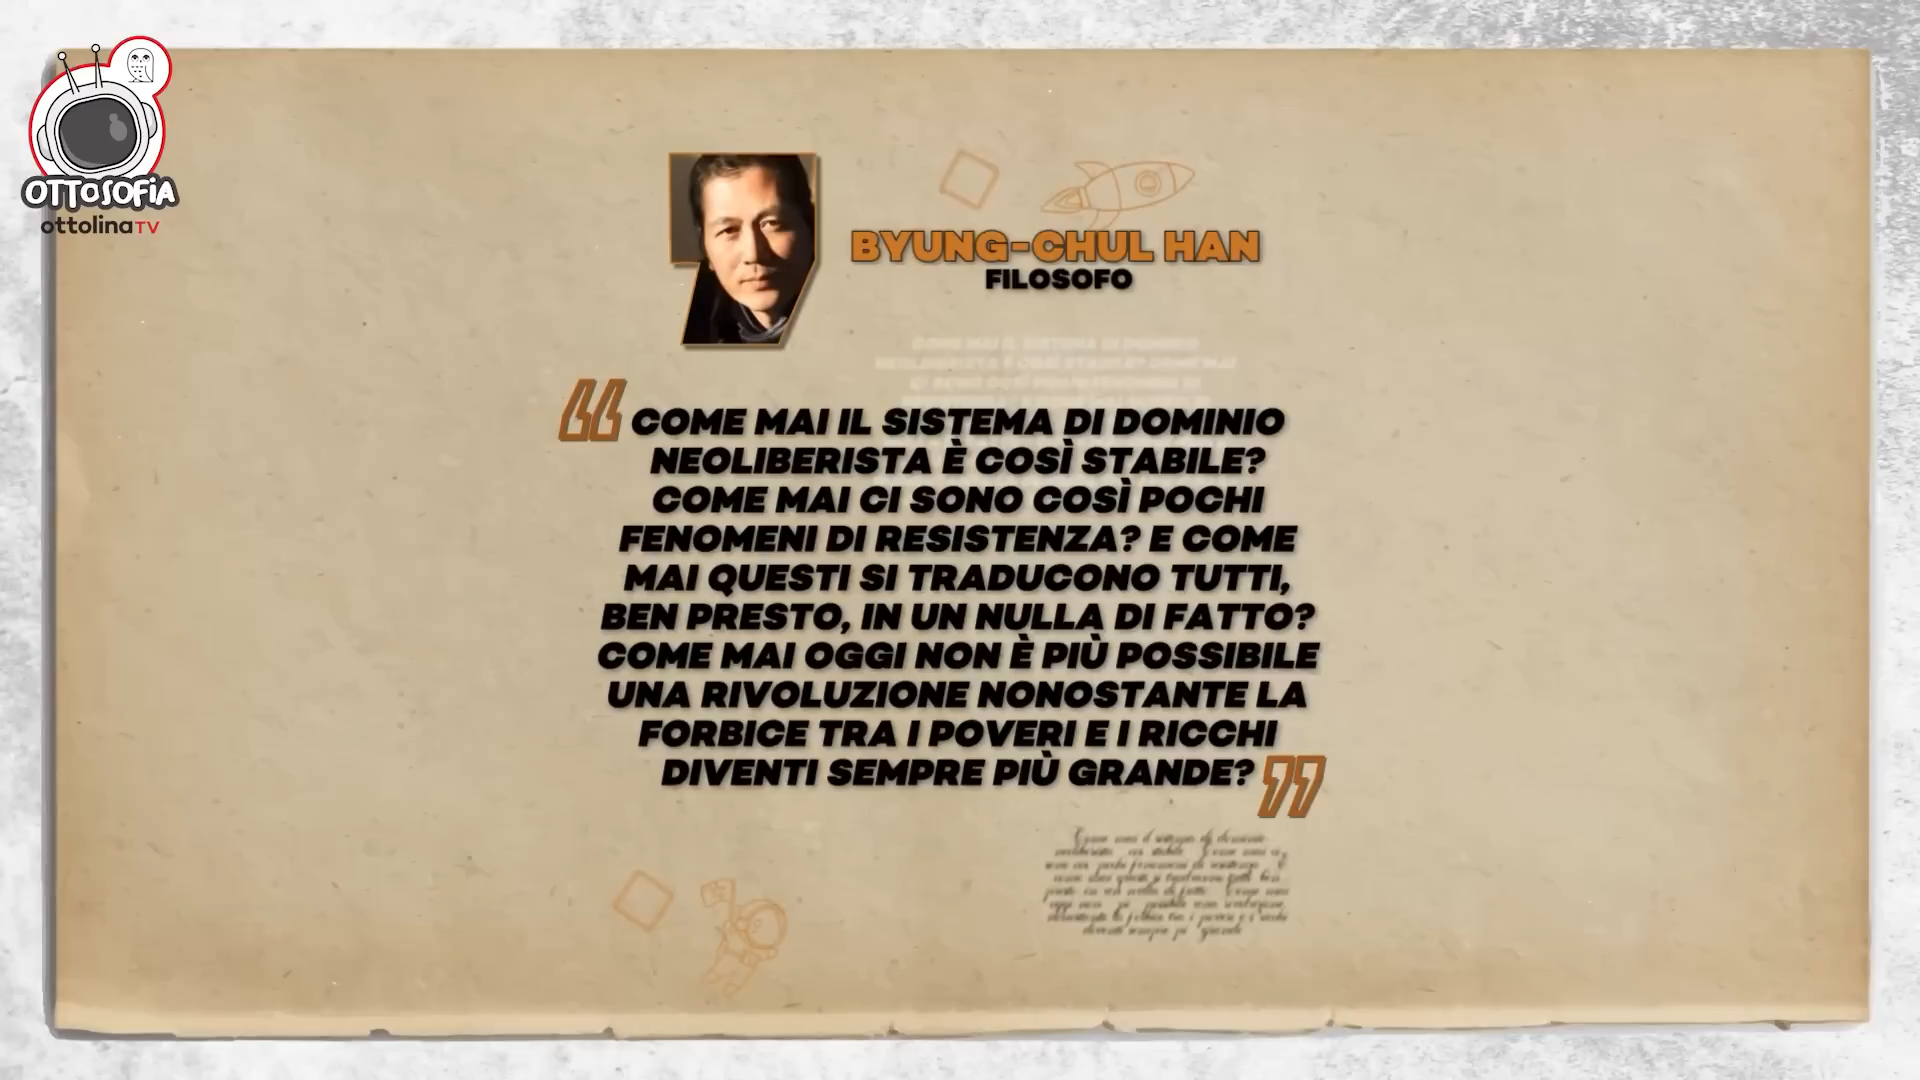 OTTOSOFIA
ottolinaTV
BYUNG-CHUL HAN
FILOSOFO
COME MAI IL SISTEMA DI DOMINIO
NEOLIBERISTA È COSÌ STABILE?
COME MAI CI SONO COSÌ POCHI
FENOMENI DI RESISTENZA? E COME
MAI QUESTI SI TRADUCONO TUTTI,
BEN PRESTO, IN UN NULLA DI FATTO?
COME MAI OGGI NON È PIÙ POSSIBILE
UNA RIVOLUZIONE NONOSTANTE LA
FORBICE TRA I POVERI E I RICCHI
DIVENTI SEMPRE PIÙ GRANDE?